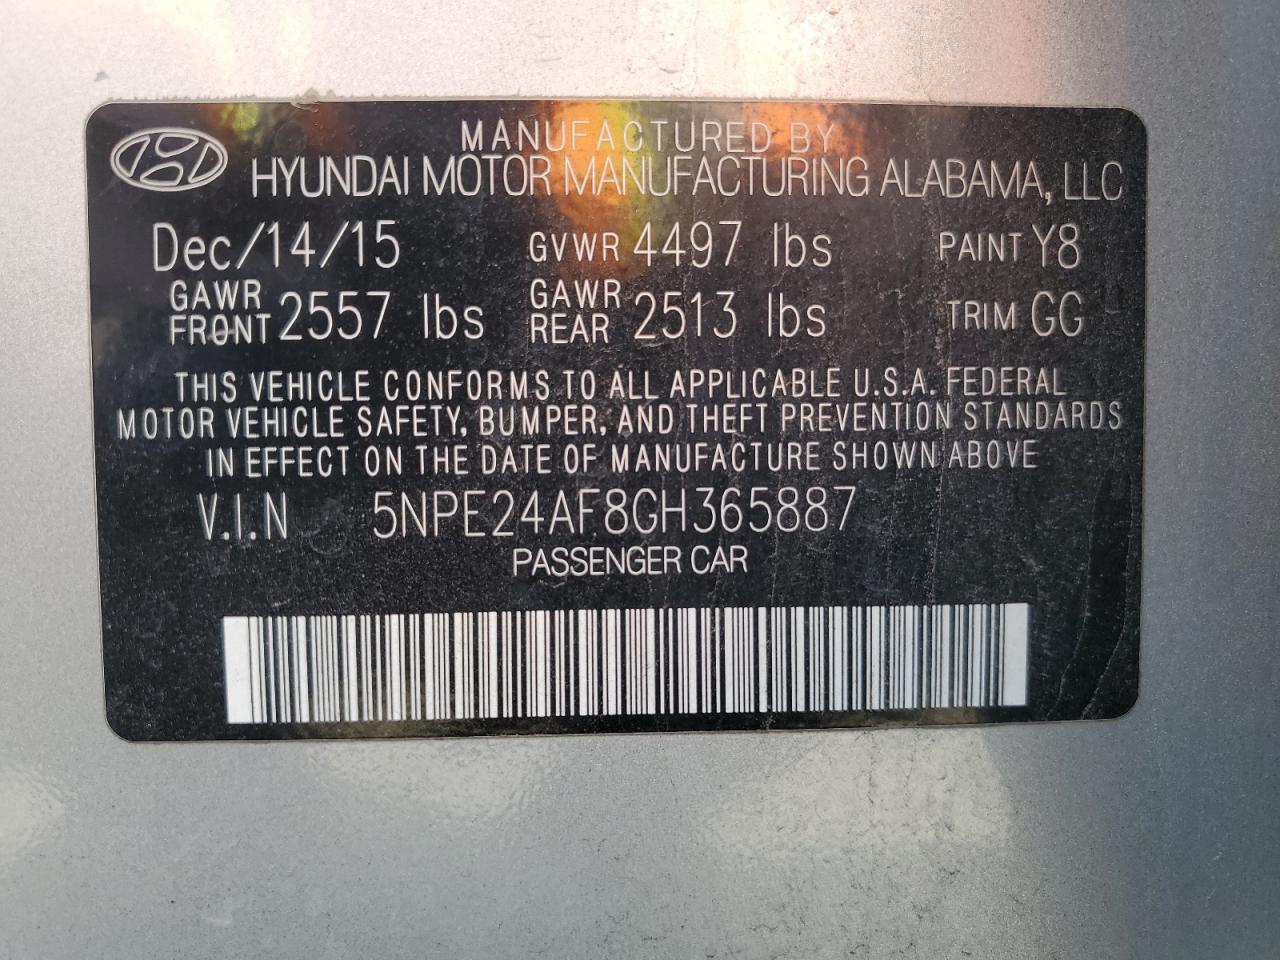 MANUFACTURED BY
HYUNDAI MOTOR MANUFACTURING ALABAMA, LLC
Dec/14/15 GVWR 4497 lbs PAINT Y8
GAWR FRONT 2557 lbs GAWR REAR 2513 lbs TRIM GG
THIS VEHICLE CONFORMS TO ALL APPLICABLE U.S.A. FEDERAL
MOTOR VEHICLE SAFETY, BUMPER, AND THEFT PREVENTION STANDARDS
IN EFFECT ON THE DATE OF MANUFACTURE SHOWN ABOVE
V.I.N 5NPE24AF8GH365887
PASSENGER CAR